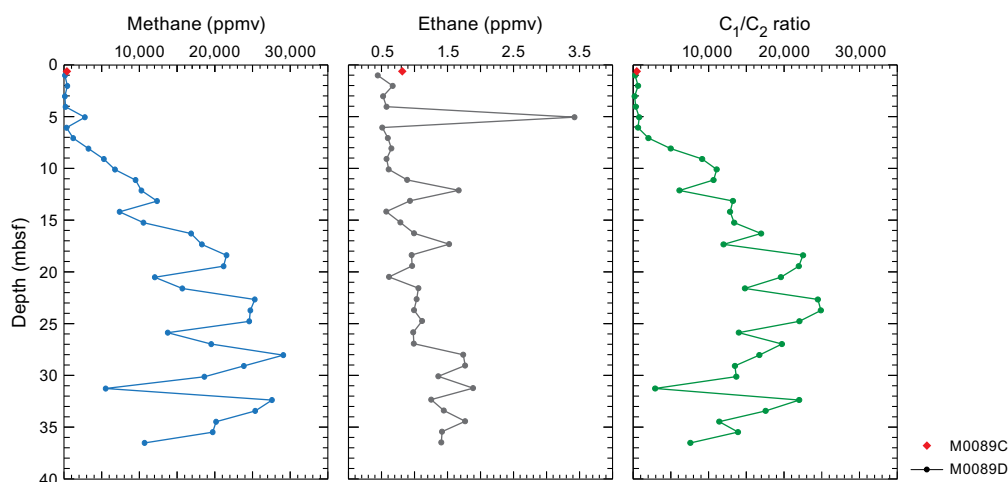 Methane (ppmv)
10,000 20,000 30,000
Ethane (ppmv)
0.5 1.5 2.5 3.5
C1/C2 ratio
10,000 20,000 30,000
Depth (mbsf)
0
5
10
15
20
25
30
35
40
M0089C
M0089D